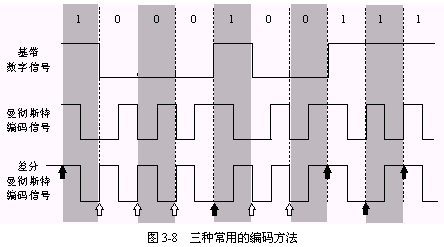 1 0 0 0 1 0 0 1 1 1
基带
数字信号
曼彻斯特
编码信号
差分
曼彻斯特
编码信号
图 3-8 三种常用的编码方法